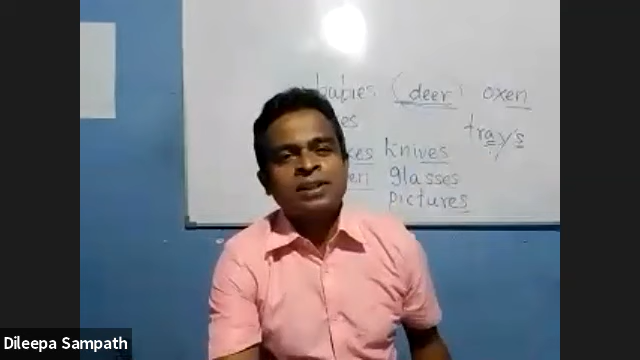 babies (deer) oxen
trays
knives
glasses
pictures
Dileepa Sampath